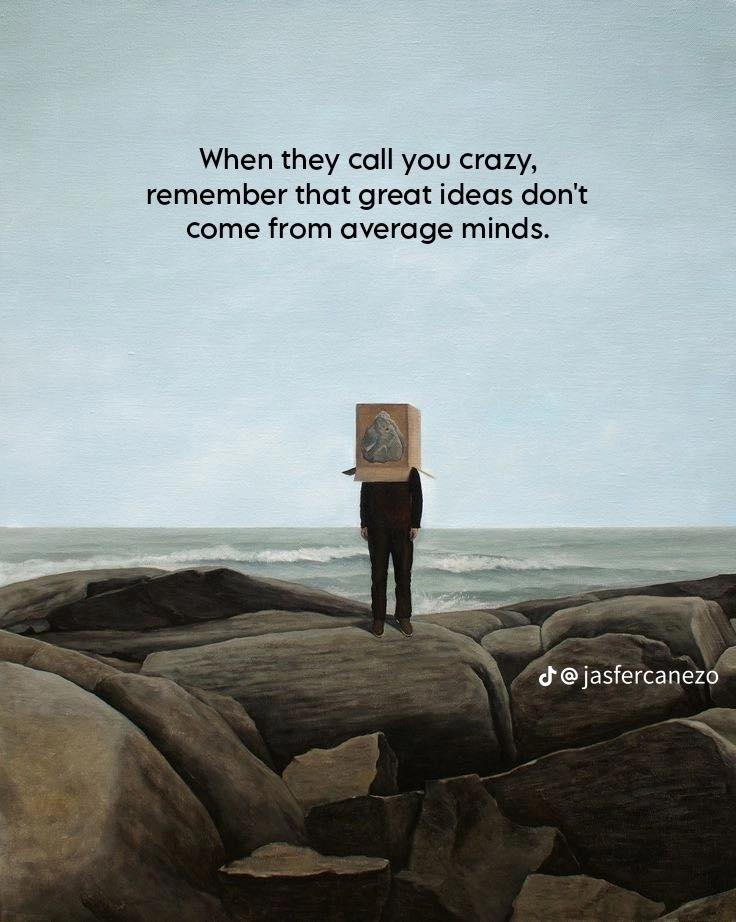 When they call you crazy,
remember that great ideas don't
come from average minds.
@jasfercanezo